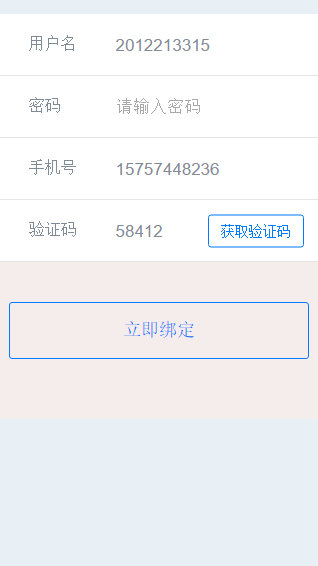 用户名 2012213315
密码 请输入密码
手机号 15757448236
验证码 58412 获取验证码
立即绑定